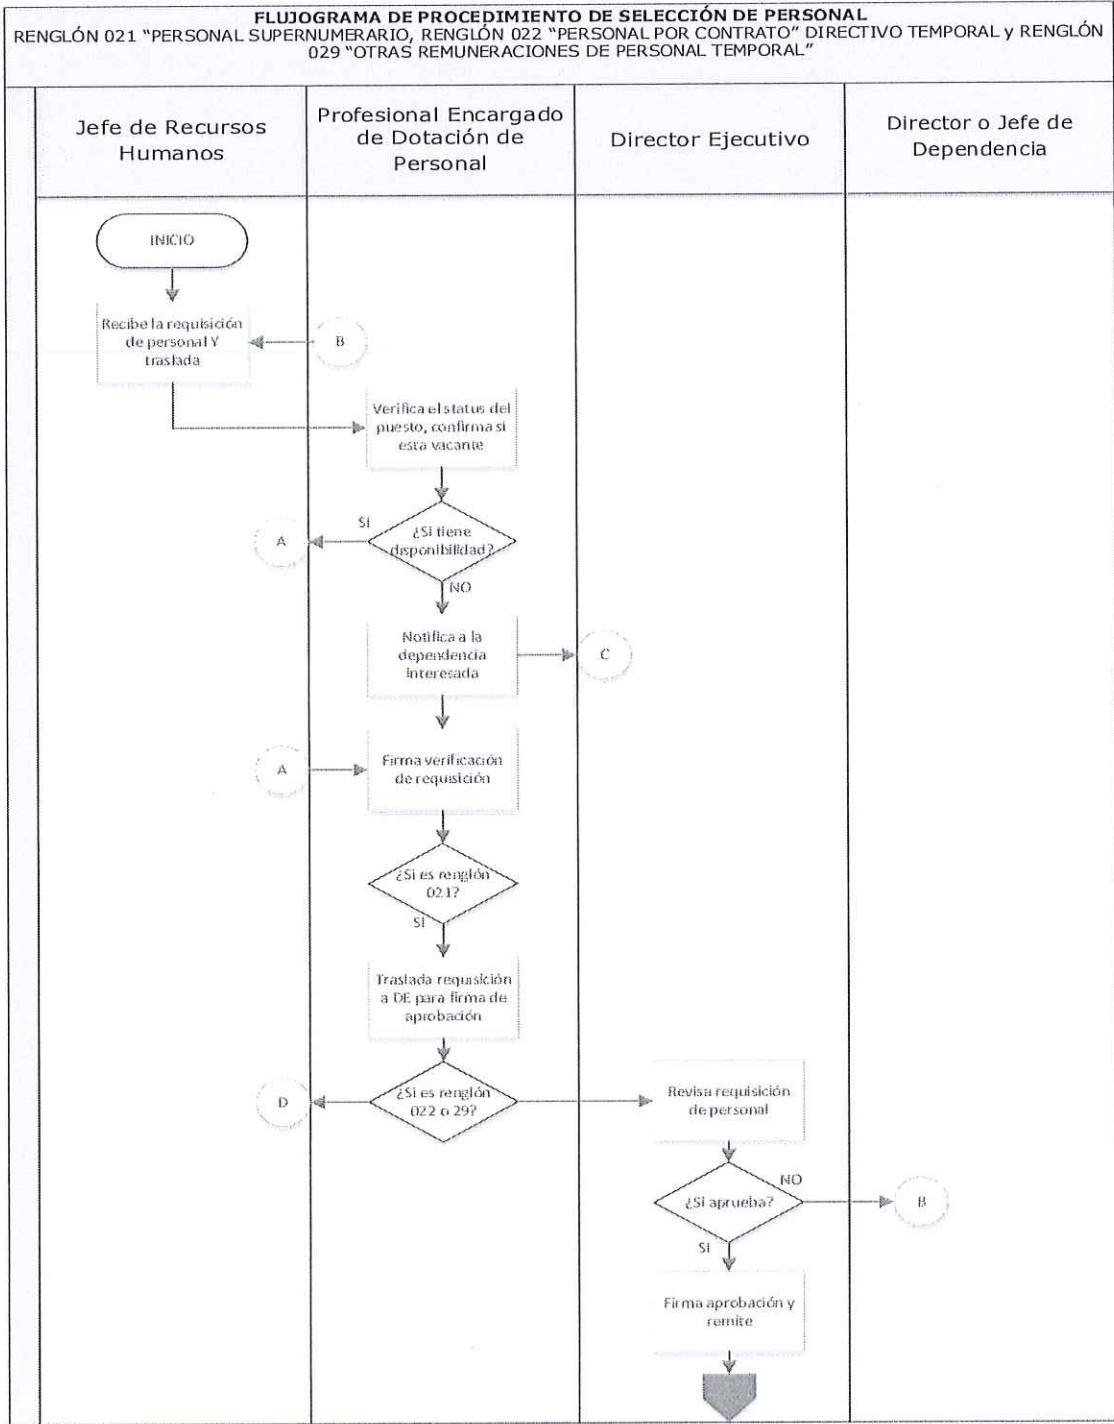 FLUJOGRAMA DE PROCEDIMIENTO DE SELECCIÓN DE PERSONAL
RENGLÓN 021 "PERSONAL SUPERNUMERARIO, RENGLÓN 022 "PERSONAL POR CONTRATO" DIRECTIVO TEMPORAL y RENGLÓN
029 "OTRAS REMUNERACIONES DE PERSONAL TEMPORAL"
Jefe de Recursos
Humanos
Profesional Encargado
de Dotación de
Personal
Director Ejecutivo
Director o Jefe de
Dependencia
INICIO
Recibe la requisición
de personal Y
traslada
B
Verifica el status del
puesto, confirma si
esta vacante
¿Si tiene
disponibilidad?
SI
A
NO
Notifica a la
dependencia
interesada
C
A
Firma verificación
de requisición
¿Si es renglón
021?
SI
Traslada requisición
a DE para firma de
aprobación
D
¿Si es renglón
022 o 29?
Revisa requisición
de personal
¿Si aprueba?
NO
B
SI
Firma aprobación y
remite